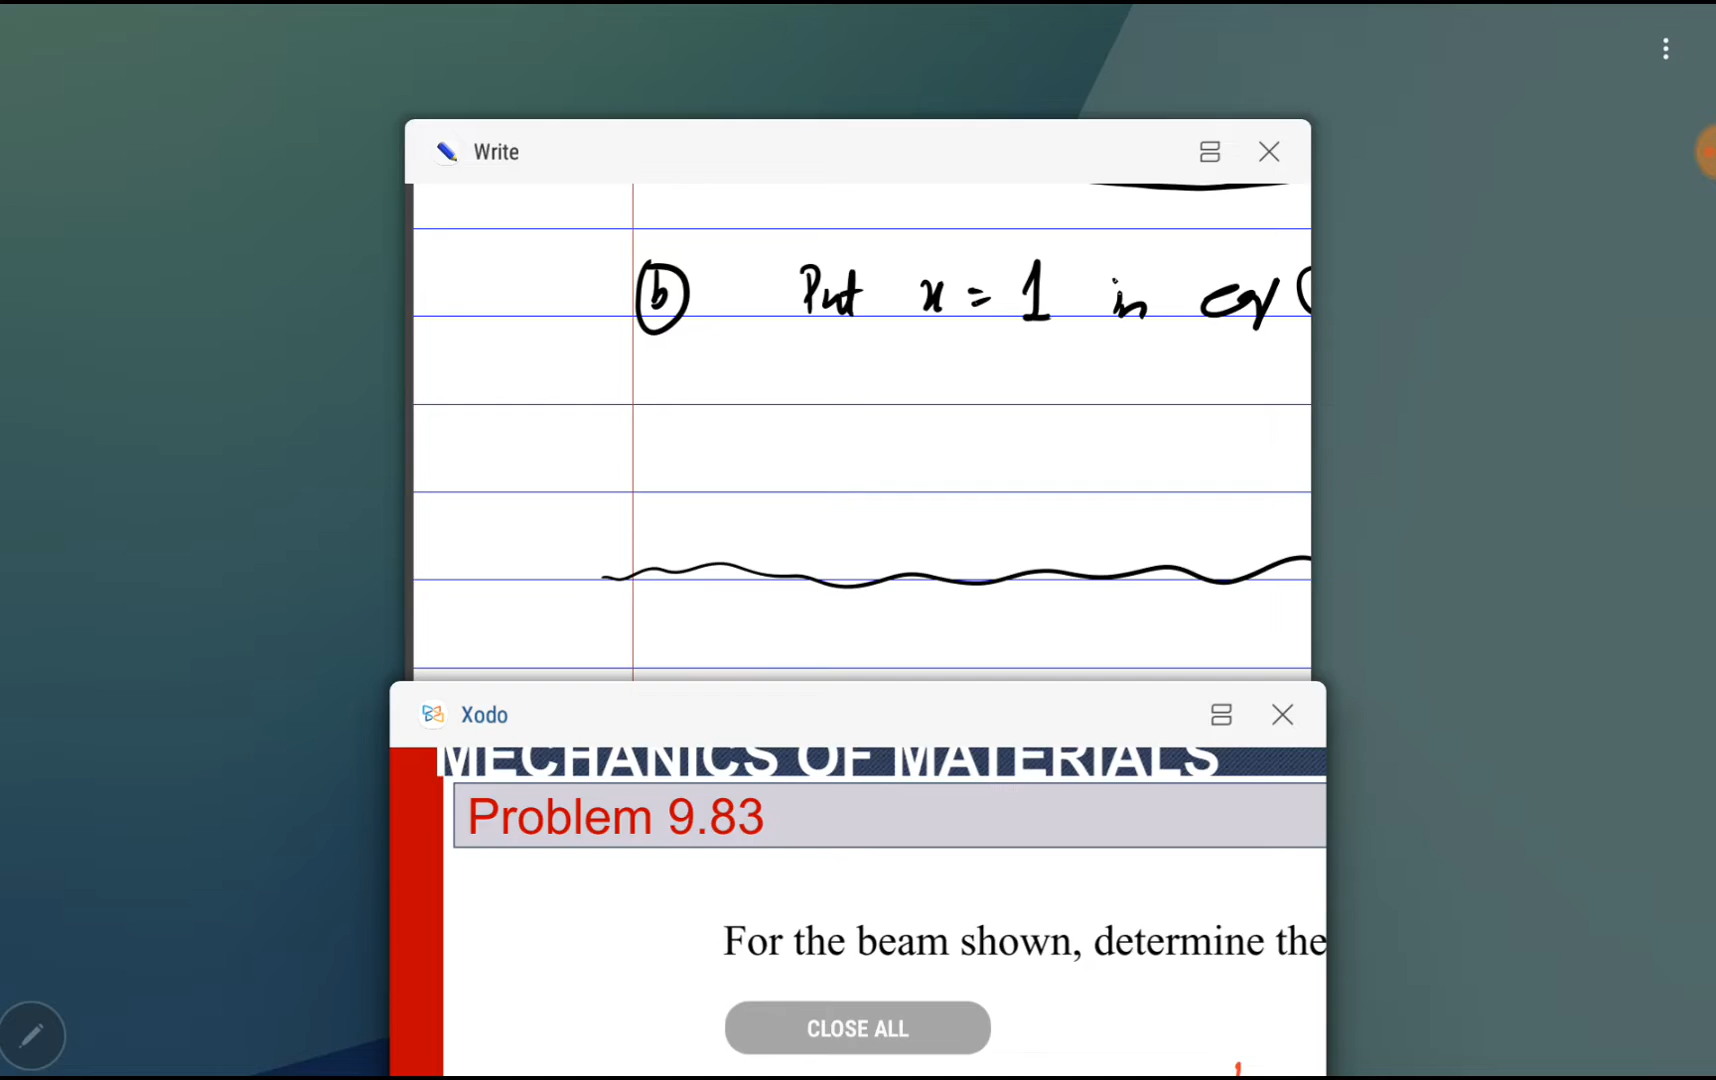 Write
b Put x = 1 in eq
Xodo
MECHANICS OF MATERIALS
Problem 9.83
For the beam shown, determine the
CLOSE ALL